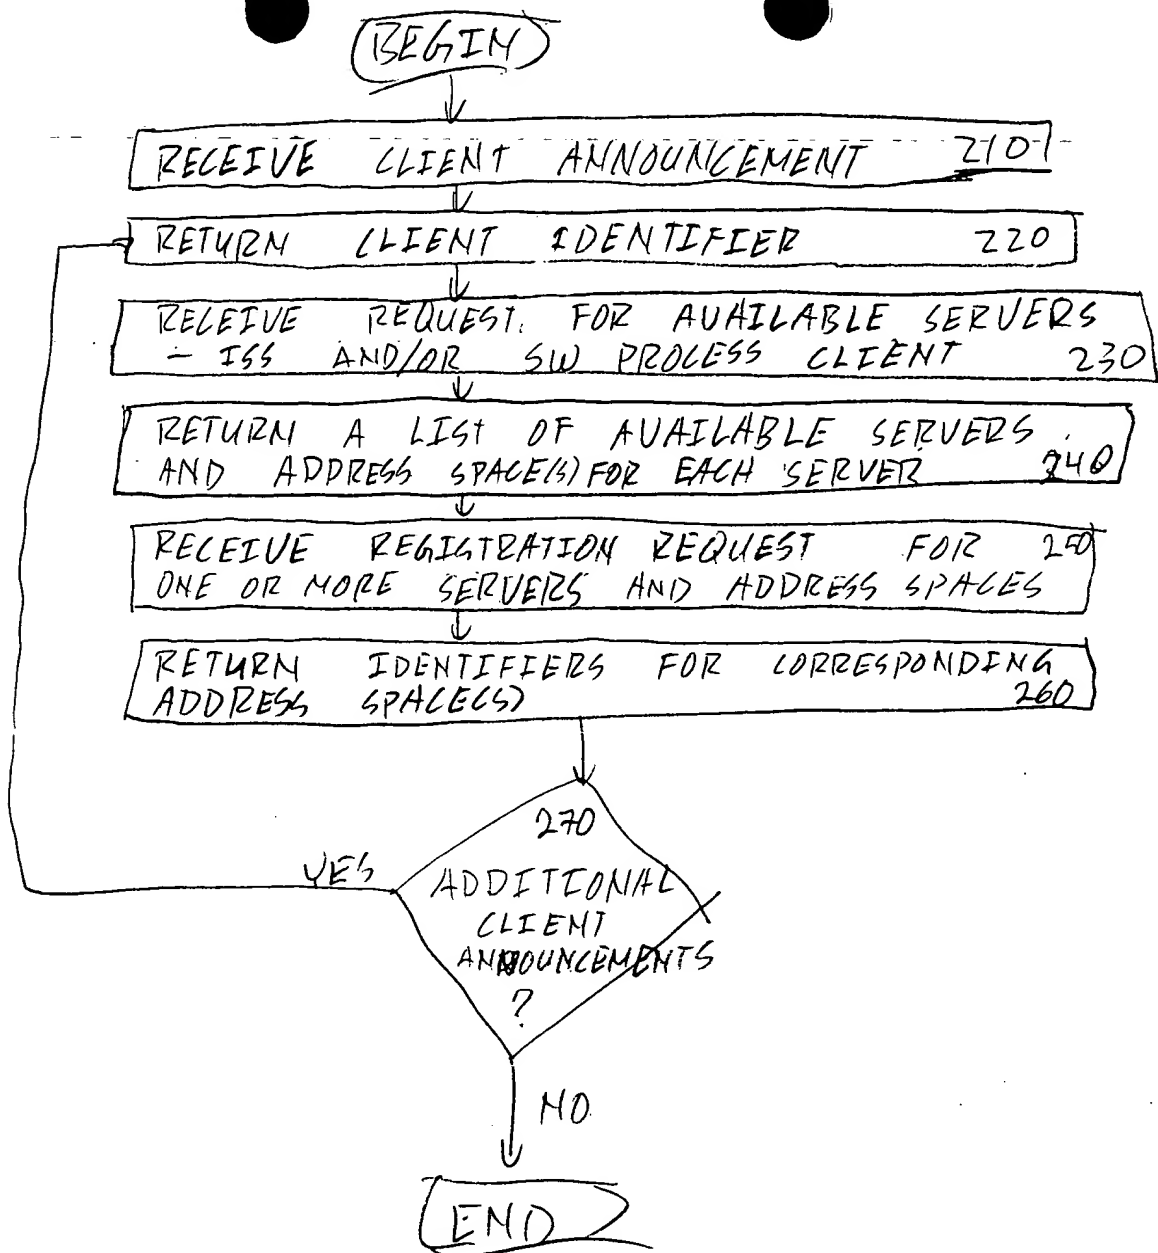 BEGIN
RECEIVE CLIENT ANNOUNCEMENT 210
RETURN CLIENT IDENTIFIER 220
RECEIVE REQUEST FOR AVAILABLE SERVERS
- ISS AND/OR SW PROCESS CLIENT 230
RETURN A LIST OF AVAILABLE SERVERS
AND ADDRESS SPACE(S) FOR EACH SERVER 240
RECEIVE REGISTRATION REQUEST FOR 250
ONE OR MORE SERVERS AND ADDRESS SPACES
RETURN IDENTIFIERS FOR CORRESPONDING
ADDRESS SPACE(S) 260
270
YES
ADDITIONAL
CLIENT
ANNOUNCEMENTS
?
NO
END